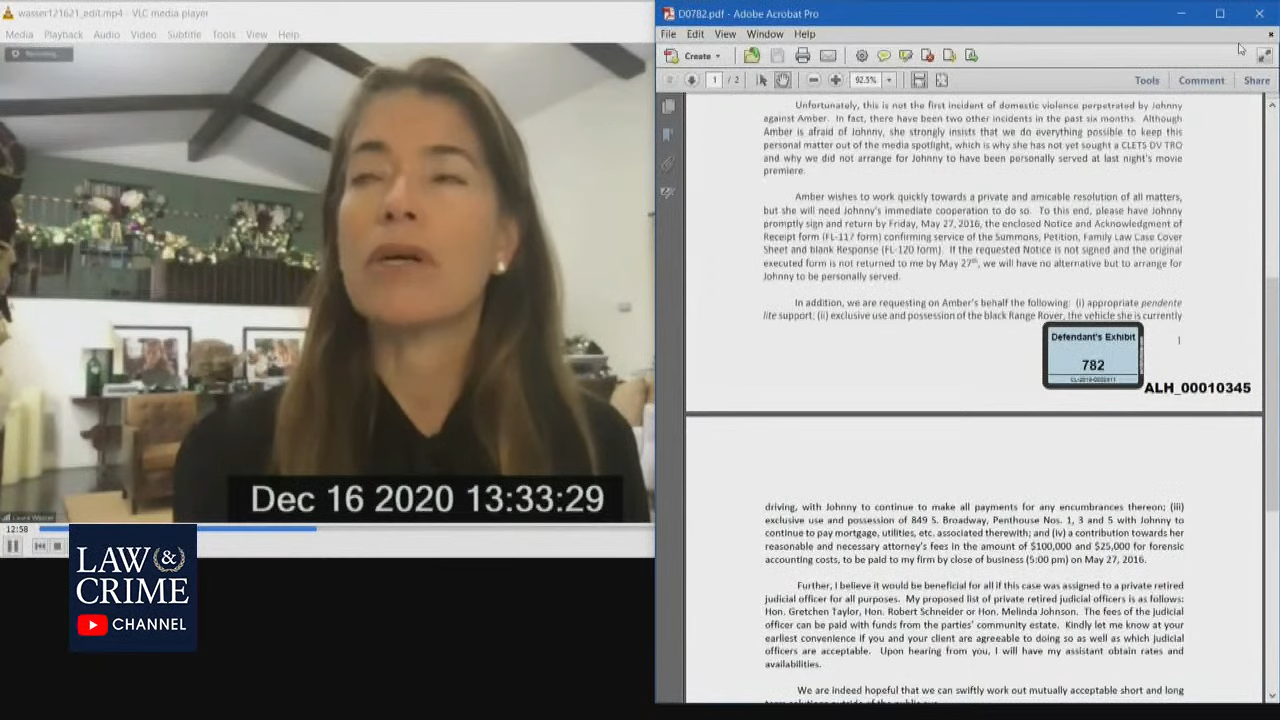 wasser121621_edit.mp4 - VLC media player
Media Playback Audio Video Subtitle Tools View Help
Recording...
Dec 16 2020 13:33:29
Laura Wasser
12:58
LAW &
CRIME
CHANNEL
D0782.pdf - Adobe Acrobat Pro
File Edit View Window Help
Create
1 / 2 92.5% Tools Comment Share
Unfortunately, this is not the first incident of domestic violence perpetrated by Johnny
against Amber. In fact, there have been two other incidents in the past six months. Although
Amber is afraid of Johnny, she strongly insists that we do everything possible to keep this
personal matter out of the media spotlight, which is why she has not yet sought a CLETS DV TRO
and why we did not arrange for Johnny to have been personally served at last night's movie
premiere.
Amber wishes to work quickly towards a private and amicable resolution of all matters,
but she will need Johnny's immediate cooperation to do so. To this end, please have Johnny
promptly sign and return by Friday, May 27, 2016, the enclosed Notice and Acknowledgment of
Receipt form (FL-117 form) confirming service of the Summons, Petition, Family Law Case Cover
Sheet and blank Response (FL-120 form). If the requested Notice is not signed and the original
executed form is not returned to me by May 27th, we will have no alternative but to arrange for
Johnny to be personally served.
In addition, we are requesting on Amber's behalf the following: (i) appropriate pendente
lite support; (ii) exclusive use and possession of the black Range Rover, the vehicle she is currently
Defendant's Exhibit
782
CL-2019-0002911
ALH_00010345
driving, with Johnny to continue to make all payments for any encumbrances thereon; (iii)
exclusive use and possession of 849 S. Broadway, Penthouse Nos. 1, 3 and 5 with Johnny to
continue to pay mortgage, utilities, etc. associated therewith; and (iv) a contribution towards her
reasonable and necessary attorney's fees in the amount of $100,000 and $25,000 for forensic
accounting costs, to be paid to my firm by close of business (5:00 pm) on May 27, 2016.
Further, I believe it would be beneficial for all if this case was assigned to a private retired
judicial officer for all purposes. My proposed list of private retired judicial officers is as follows:
Hon. Gretchen Taylor, Hon. Robert Schneider or Hon. Melinda Johnson. The fees of the judicial
officer can be paid with funds from the parties' community estate. Kindly let me know at your
earliest convenience if you and your client are agreeable to doing so as well as which judicial
officers are acceptable. Upon hearing from you, I will have my assistant obtain rates and
availabilities.
We are indeed hopeful that we can swiftly work out mutually acceptable short and long